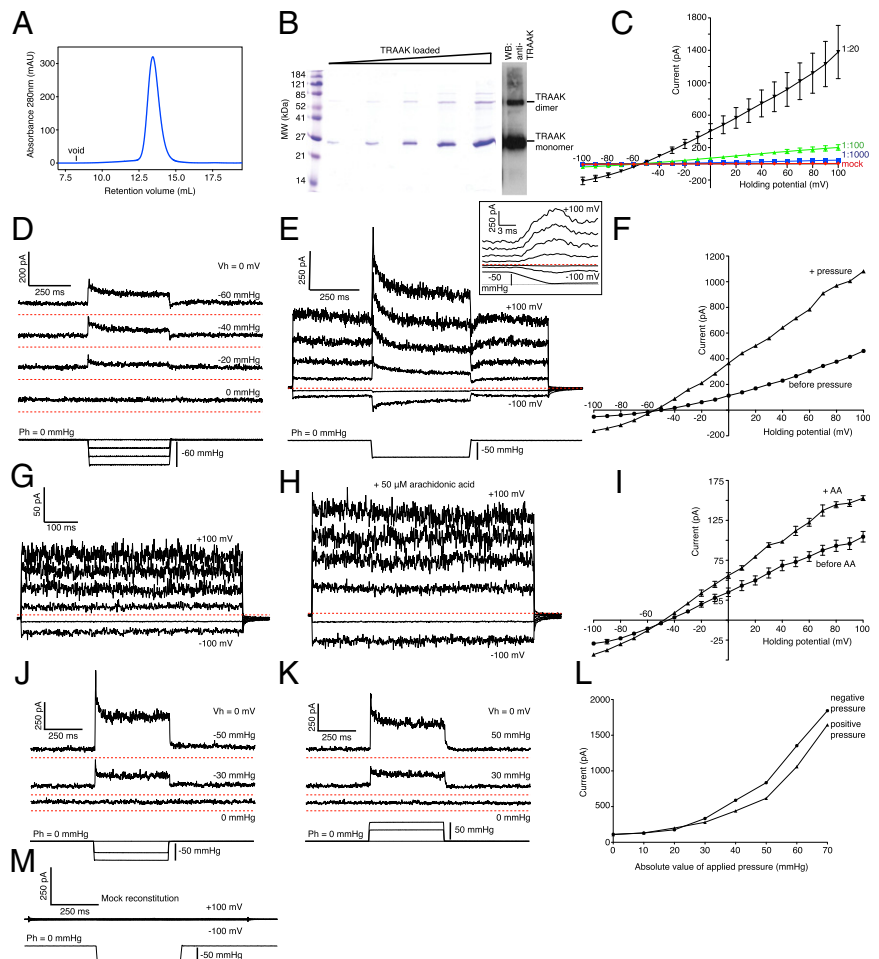 A
Absorbance 280nm (mAU)
300
200
100
0
void
7.5
10.0
12.5
15.0
17.5
Retention volume (mL)
B
TRAAK loaded
WB:
anti-
TRAAK
MW (kDa)
184
121
86
52
41
27
21
14
TRAAK
dimer
TRAAK
monomer
C
Current (pA)
1600
1400
1200
1000
800
600
400
200
-200
-100
-80
-60
20
40
60
80
100
Holding potential (mV)
1:20
1:100
1:1000
mock
D
200 pA
250 ms
Vh = 0 mV
-60 mmHg
-40 mmHg
-20 mmHg
0 mmHg
Ph = 0 mmHg
-60 mmHg
E
250 pA
250 ms
+100 mV
-100 mV
Ph = 0 mmHg
-50 mmHg
250 pA
3 ms
+100 mV
-50
mmHg
-100 mV
F
Current (pA)
1200
1000
800
600
400
200
-200
-100
-80
-60
20
40
60
80
100
Holding potential (mV)
+ pressure
before pressure
G
50 pA
100 ms
+100 mV
-100 mV
H
+ 50 µM arachidonic acid
+100 mV
-100 mV
I
Current (pA)
175
125
75
25
-25
-100
-80
-60
20
40
60
80
100
Holding potential (mV)
+ AA
before AA
J
250 pA
250 ms
Vh = 0 mV
-50 mmHg
-30 mmHg
0 mmHg
Ph = 0 mmHg
-50 mmHg
K
250 pA
250 ms
Vh = 0 mV
50 mmHg
30 mmHg
0 mmHg
Ph = 0 mmHg
50 mmHg
L
Current (pA)
2000
1500
1000
500
0
0
10
20
30
40
50
60
70
Absolute value of applied pressure (mmHg)
negative
pressure
positive
pressure
M
250 pA
250 ms
Mock reconstitution
+100 mV
-100 mV
Ph = 0 mmHg
-50 mmHg